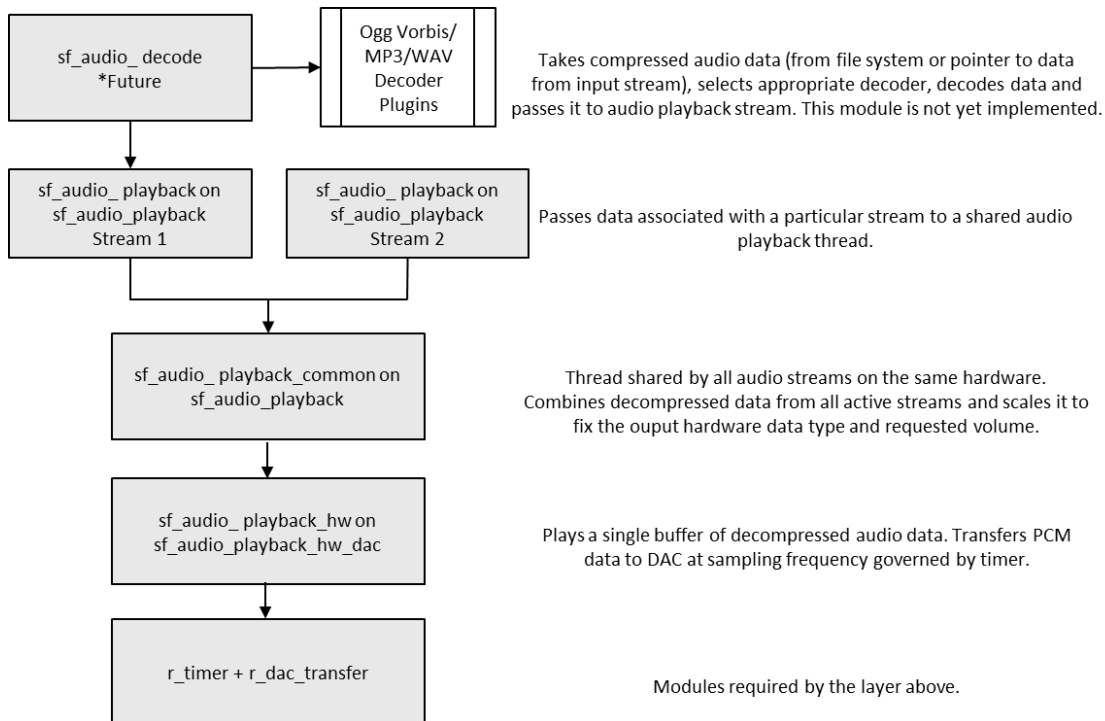 sf_audio_ decode
*Future
Ogg Vorbis/
MP3/WAV
Decoder
Plugins
Takes compressed audio data (from file system or pointer to data
from input stream), selects appropriate decoder, decodes data and
passes it to audio playback stream. This module is not yet implemented.
sf_audio_ playback on
sf_audio_playback
Stream 1
sf_audio_ playback on
sf_audio_playback
Stream 2
Passes data associated with a particular stream to a shared audio
playback thread.
sf_audio_ playback_common on
sf_audio_playback
Thread shared by all audio streams on the same hardware.
Combines decompressed data from all active streams and scales it to
fix the ouput hardware data type and requested volume.
sf_audio_ playback_hw on
sf_audio_playback_hw_dac
Plays a single buffer of decompressed audio data. Transfers PCM
data to DAC at sampling frequency governed by timer.
r_timer + r_dac_transfer
Modules required by the layer above.